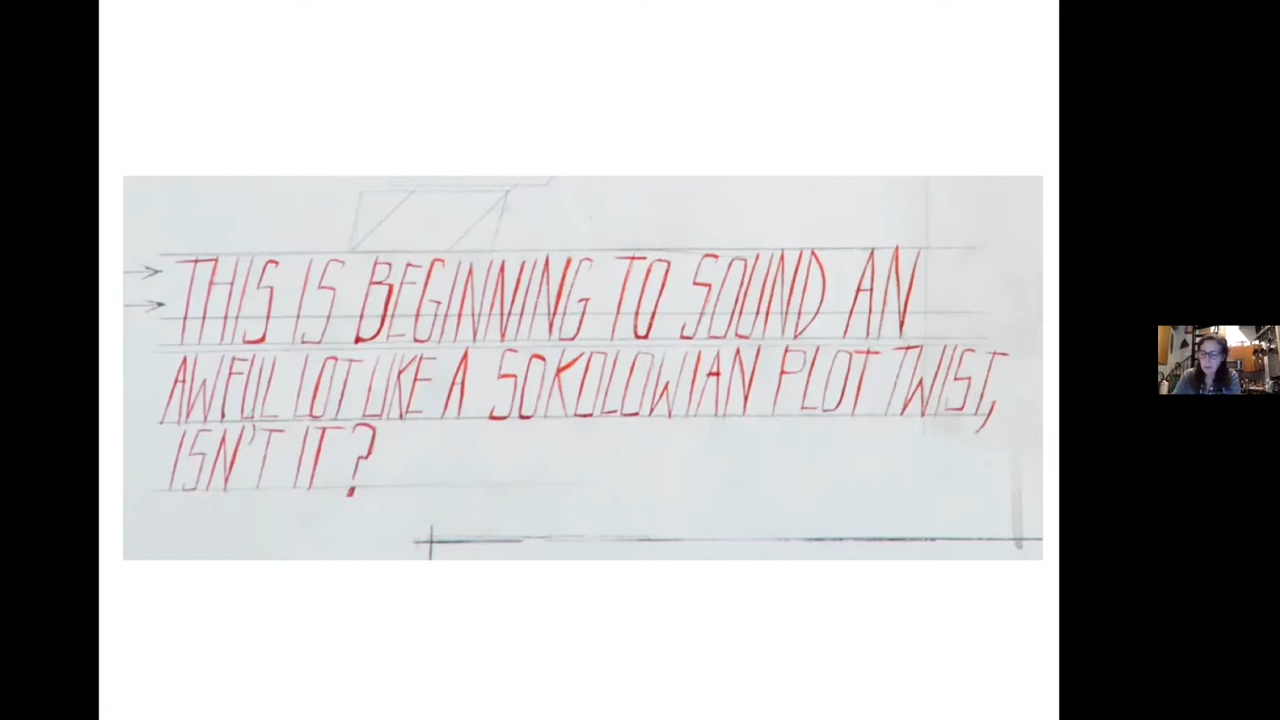 THIS IS BEGINNING TO SOUND AN
AWFUL LOT LIKE A SOKOLOWIAN PLOT TWIST,
ISN'T IT?